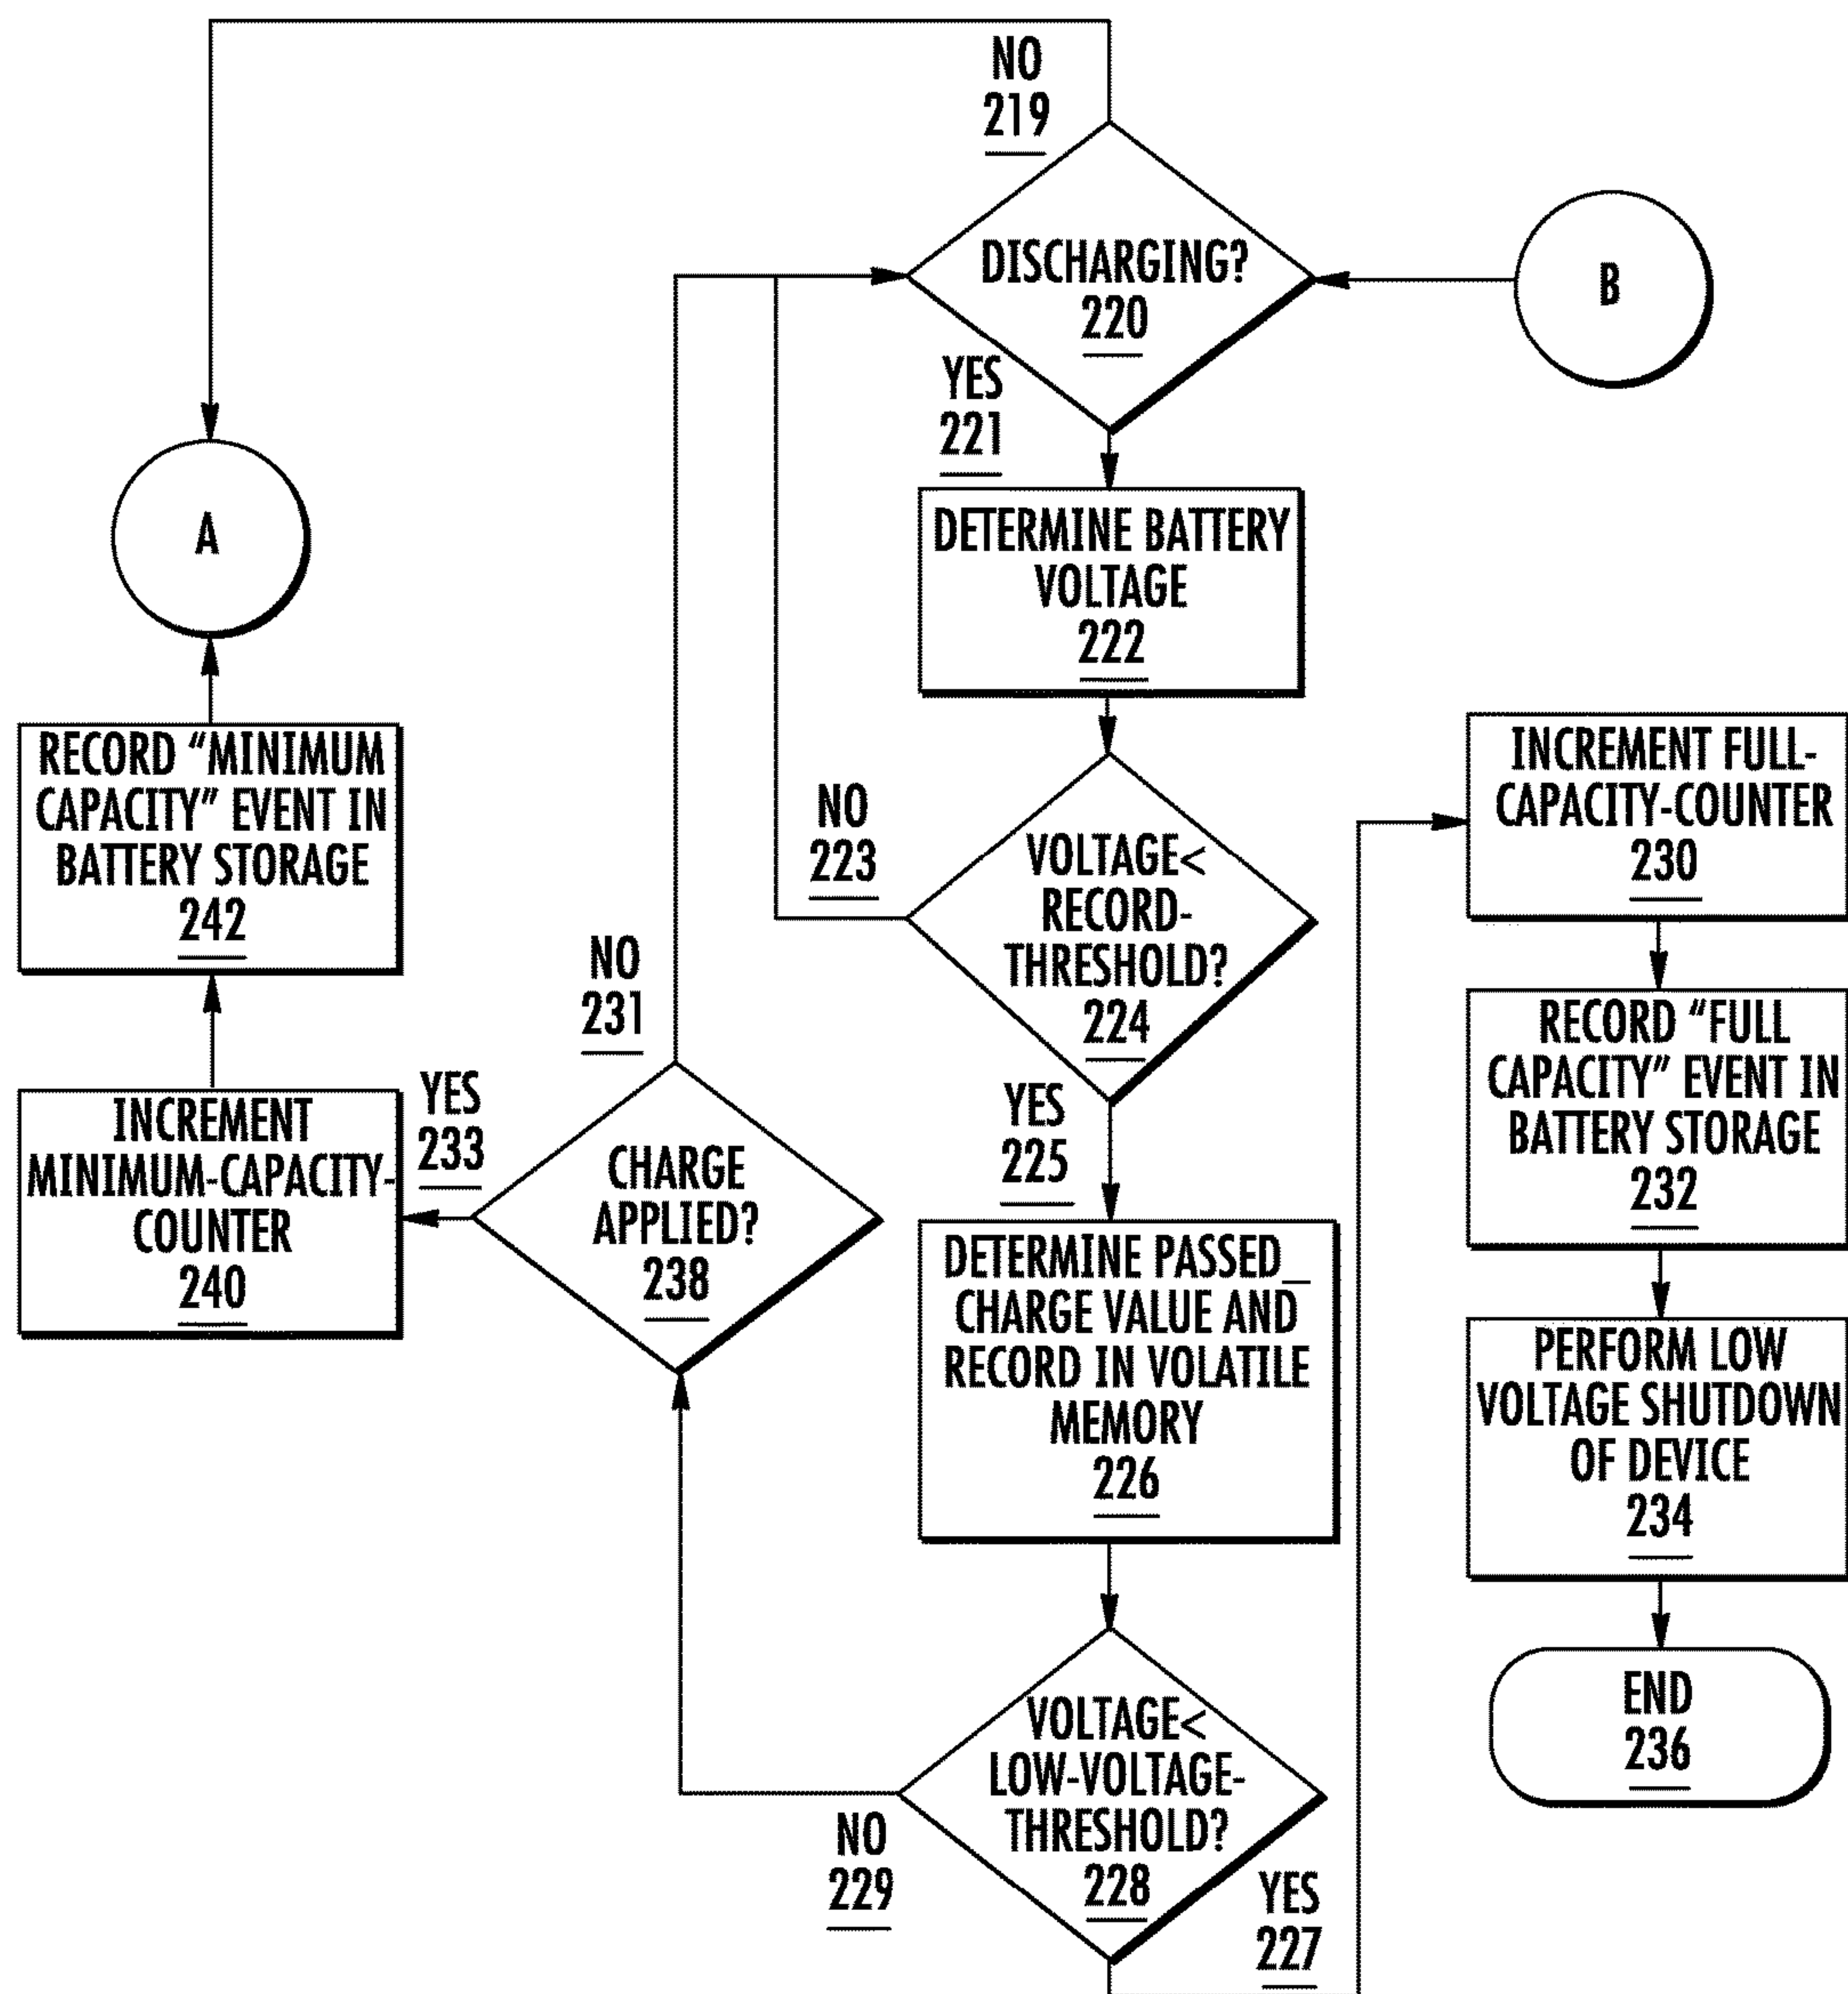 NO
219
DISCHARGING?
220
B
YES
221
A
DETERMINE BATTERY
VOLTAGE
222
RECORD “MINIMUM
CAPACITY” EVENT IN
BATTERY STORAGE
242
NO
223
VOLTAGE<
RECORD-
THRESHOLD?
224
INCREMENT FULL-
CAPACITY-COUNTER
230
NO
231
RECORD “FULL
CAPACITY” EVENT IN
BATTERY STORAGE
232
INCREMENT
MINIMUM-CAPACITY-
COUNTER
240
YES
233
CHARGE
APPLIED?
238
YES
225
DETERMINE PASSED_
CHARGE VALUE AND
RECORD IN VOLATILE
MEMORY
226
PERFORM LOW
VOLTAGE SHUTDOWN
OF DEVICE
234
VOLTAGE<
LOW-VOLTAGE-
THRESHOLD?
228
NO
229
YES
227
END
236